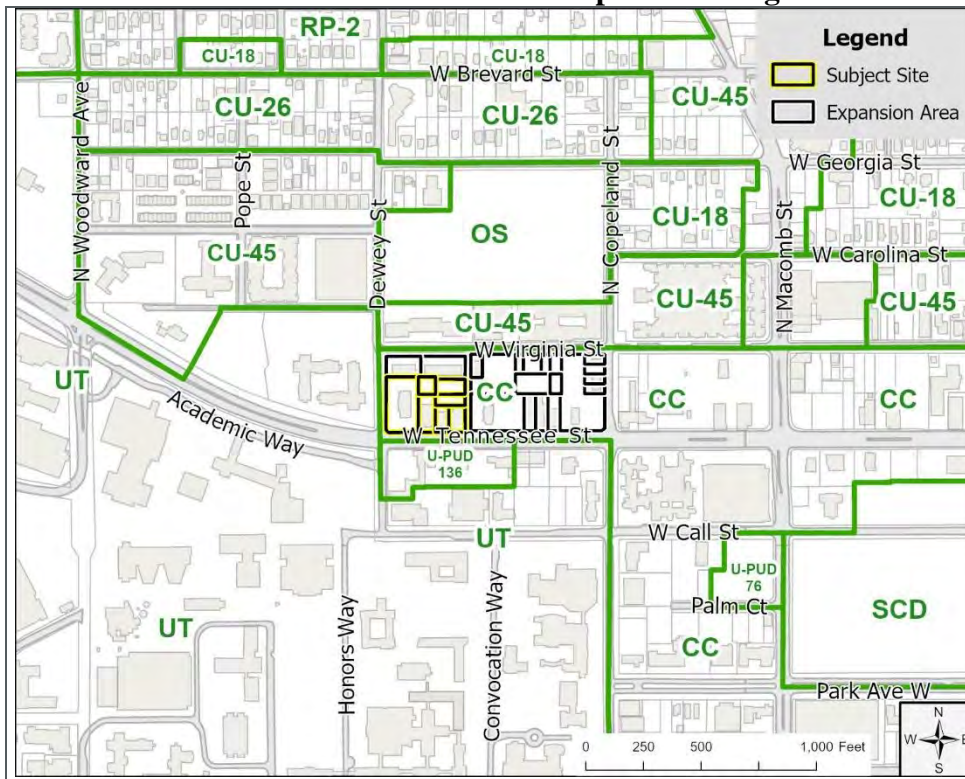 RP-2
Legend
CU-18
CU-18
Subject Site
W Brevard St
CU-26
CU-26
CU-45
Expansion Area
N Woodward Ave
Pope St
Dewey St
N Copeland St
W Georgia St
CU-18
CU-18
OS
N Macomb St
W Carolina St
CU-45
CU-45
CU-45
CU-45
W Virginia St
UT
CC
CC
CC
Academic Way
W Tennessee St
U-PUD
136
UT
W Call St
U-PUD
76
Palm Ct
SCD
UT
Honors Way
Convocation Way
CC
Park Ave W
N
W
E
S
0 250 500 1,000 Feet